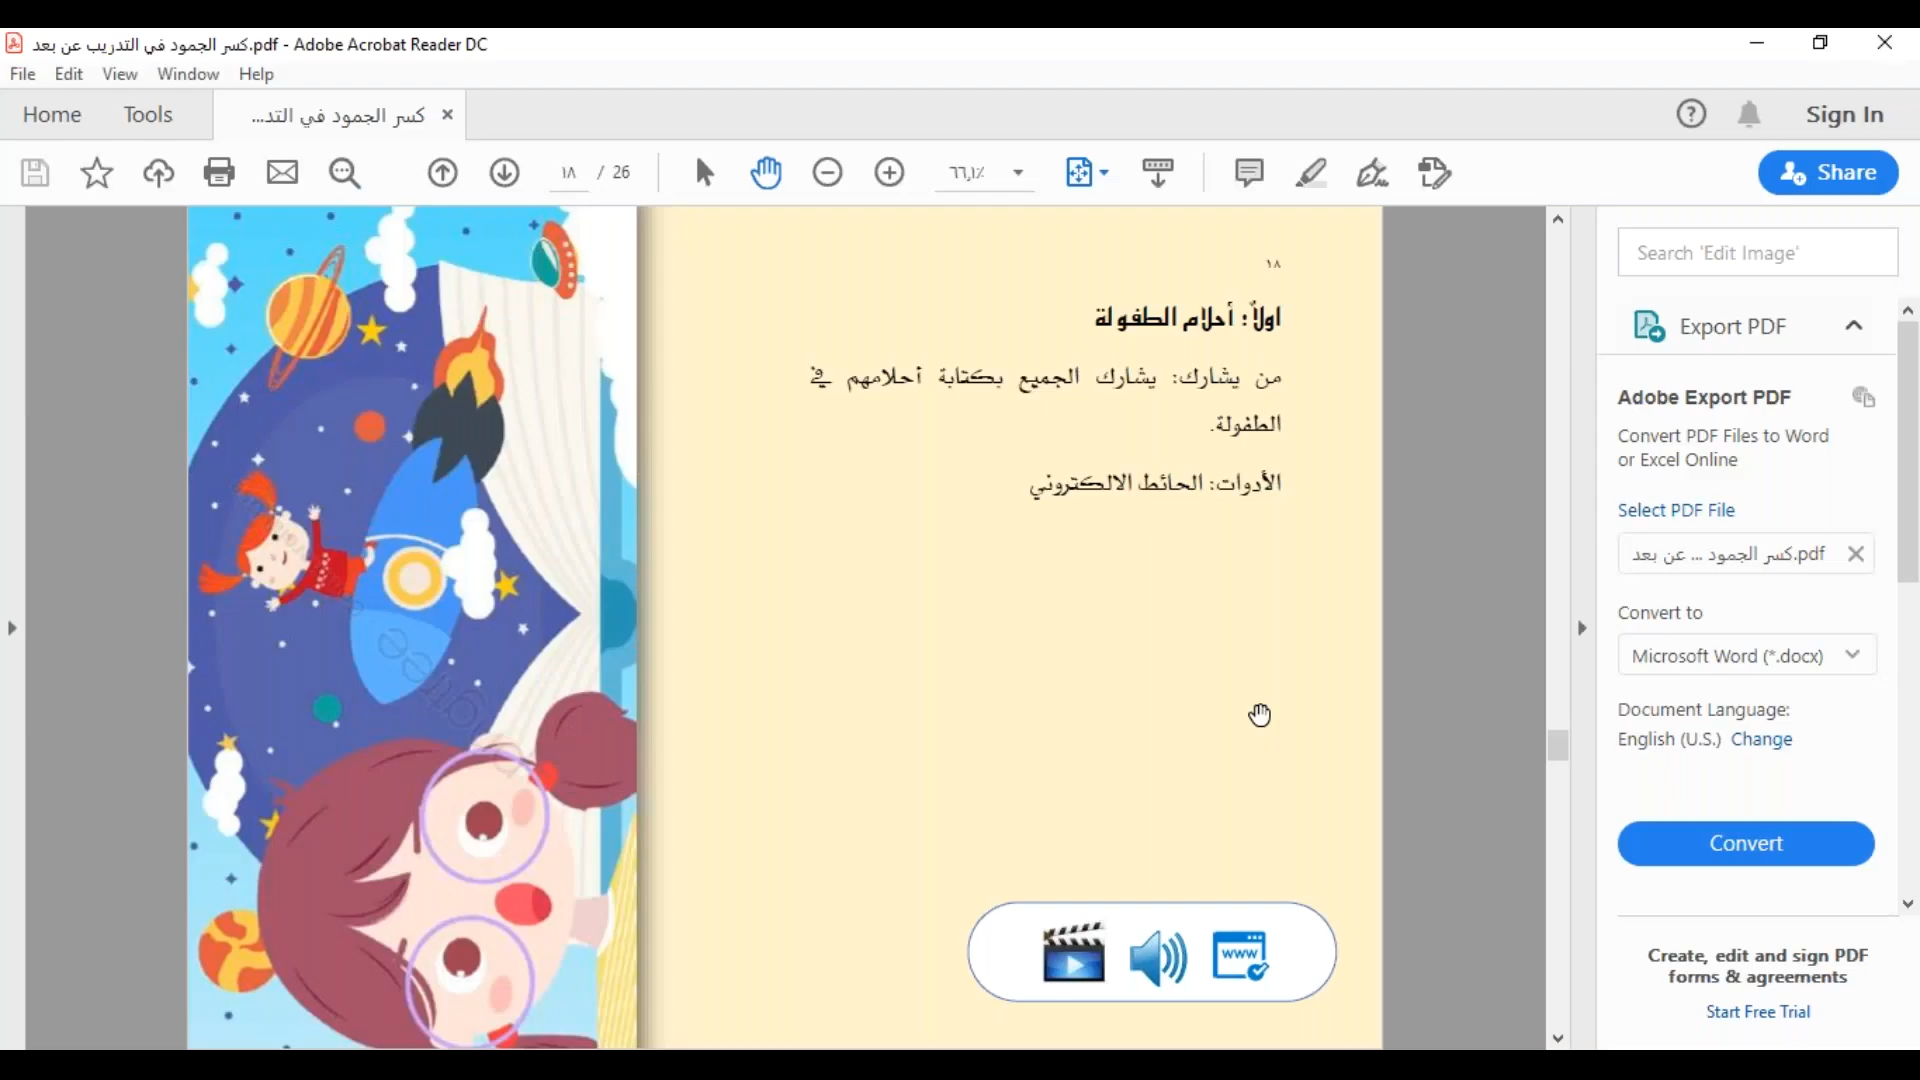 كسر الجمود في التدريب عن بعد.pdf - Adobe Acrobat Reader DC
File Edit View Window Help
Home Tools كسر الجمود في التد... Sign In
١٨ / 26 ٦٦٫١٪ Share
Search 'Edit Image'
Export PDF
Adobe Export PDF
Convert PDF Files to Word
or Excel Online
Select PDF File
كسر الجمود ... عن بعد.pdf
Convert to
Microsoft Word (*.docx)
Document Language:
English (U.S.) Change
Convert
Create, edit and sign PDF
forms & agreements
Start Free Trial
١٨
اولاً: أحلام الطفولة
من يشارك: يشارك الجميع بكتابة أحلامهم في
الطفولة.
الأدوات: الحائط الالكتروني
www